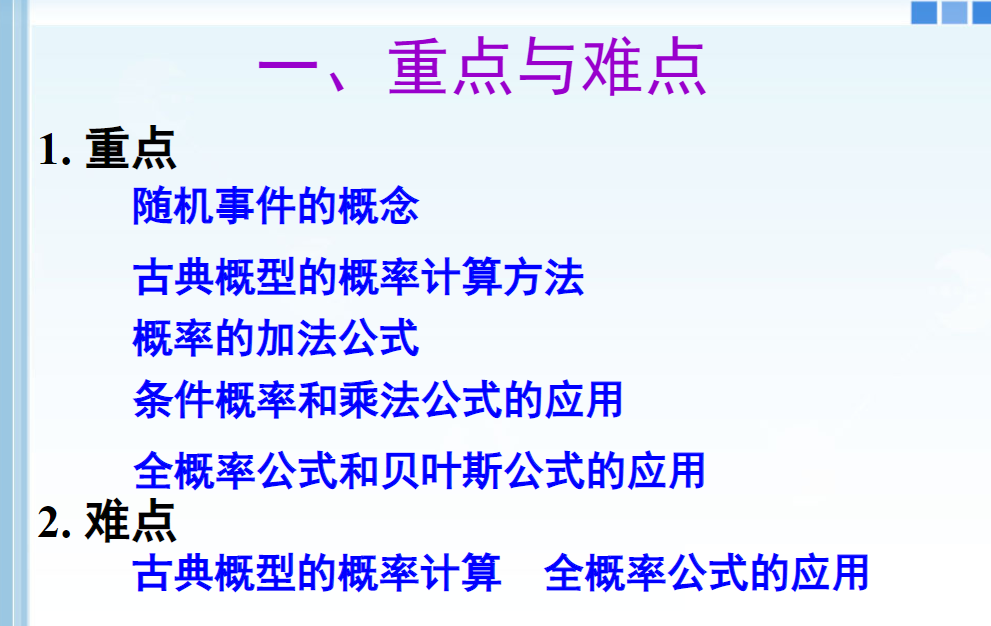 一、重点与难点
1. 重点
随机事件的概念
古典概型的概率计算方法
概率的加法公式
条件概率和乘法公式的应用
全概率公式和贝叶斯公式的应用
2. 难点
古典概型的概率计算　全概率公式的应用